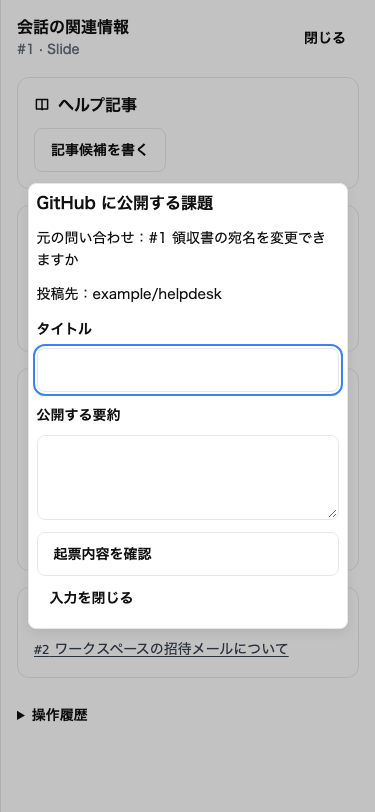 会話の関連情報
#1 · Slide
閉じる
ヘルプ記事
記事候補を書く
GitHub に公開する課題
元の問い合わせ：#1 領収書の宛名を変更でき
ますか
投稿先：example/helpdesk
タイトル
公開する要約
起票内容を確認
入力を閉じる
#2 ワークスペースの招待メールについて
操作履歴